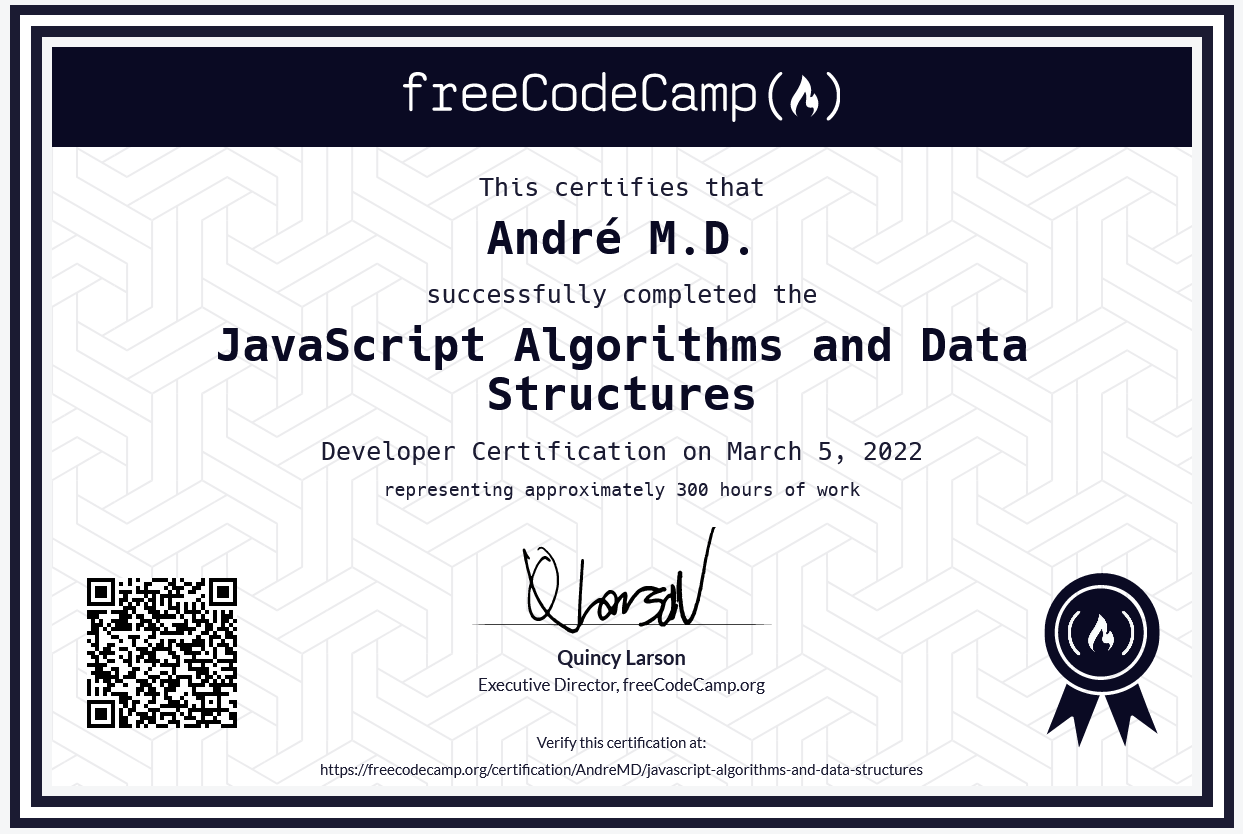 freeCodeCamp
This certifies that
André M.D.
successfully completed the
JavaScript Algorithms and Data
Structures
Developer Certification on March 5, 2022
representing approximately 300 hours of work
Q Larson
Quincy Larson
Executive Director, freeCodeCamp.org
Verify this certification at:
https://freecodecamp.org/certification/AndreMD/javascript-algorithms-and-data-structures